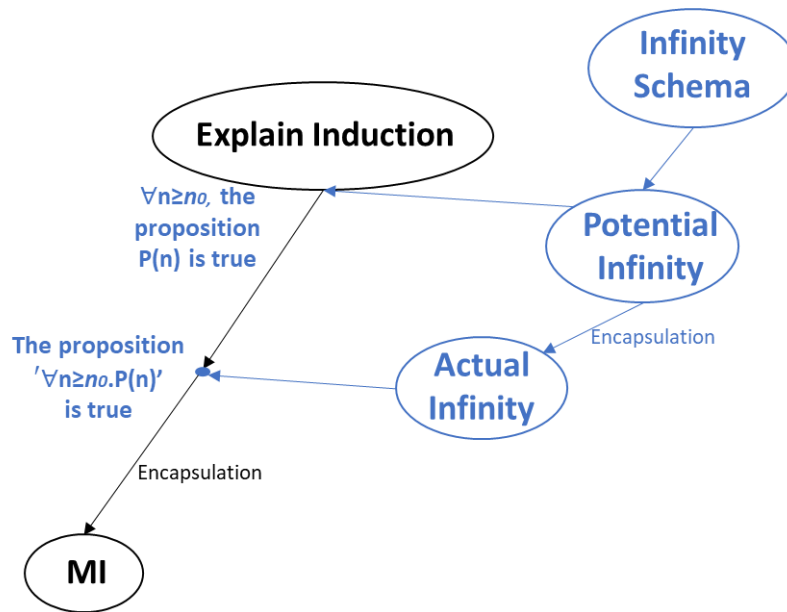 Infinity
Schema
Explain Induction
∀n≥n₀, the
proposition
P(n) is true
Potential
Infinity
Encapsulation
The proposition
'∀n≥n₀.P(n)’
is true
Actual
Infinity
Encapsulation
MI